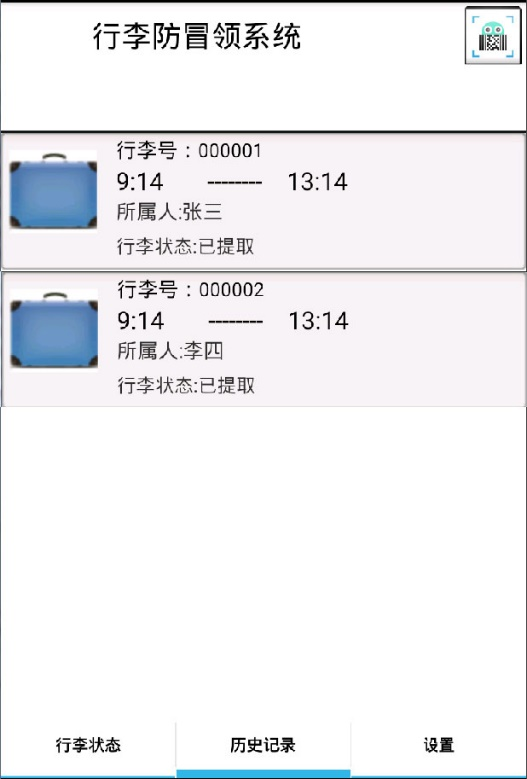 行李防冒领系统
行李号：000001
9:14 -------- 13:14
所属人:张三
行李状态:已提取
行李号：000002
9:14 -------- 13:14
所属人:李四
行李状态:已提取
行李状态 历史记录 设置